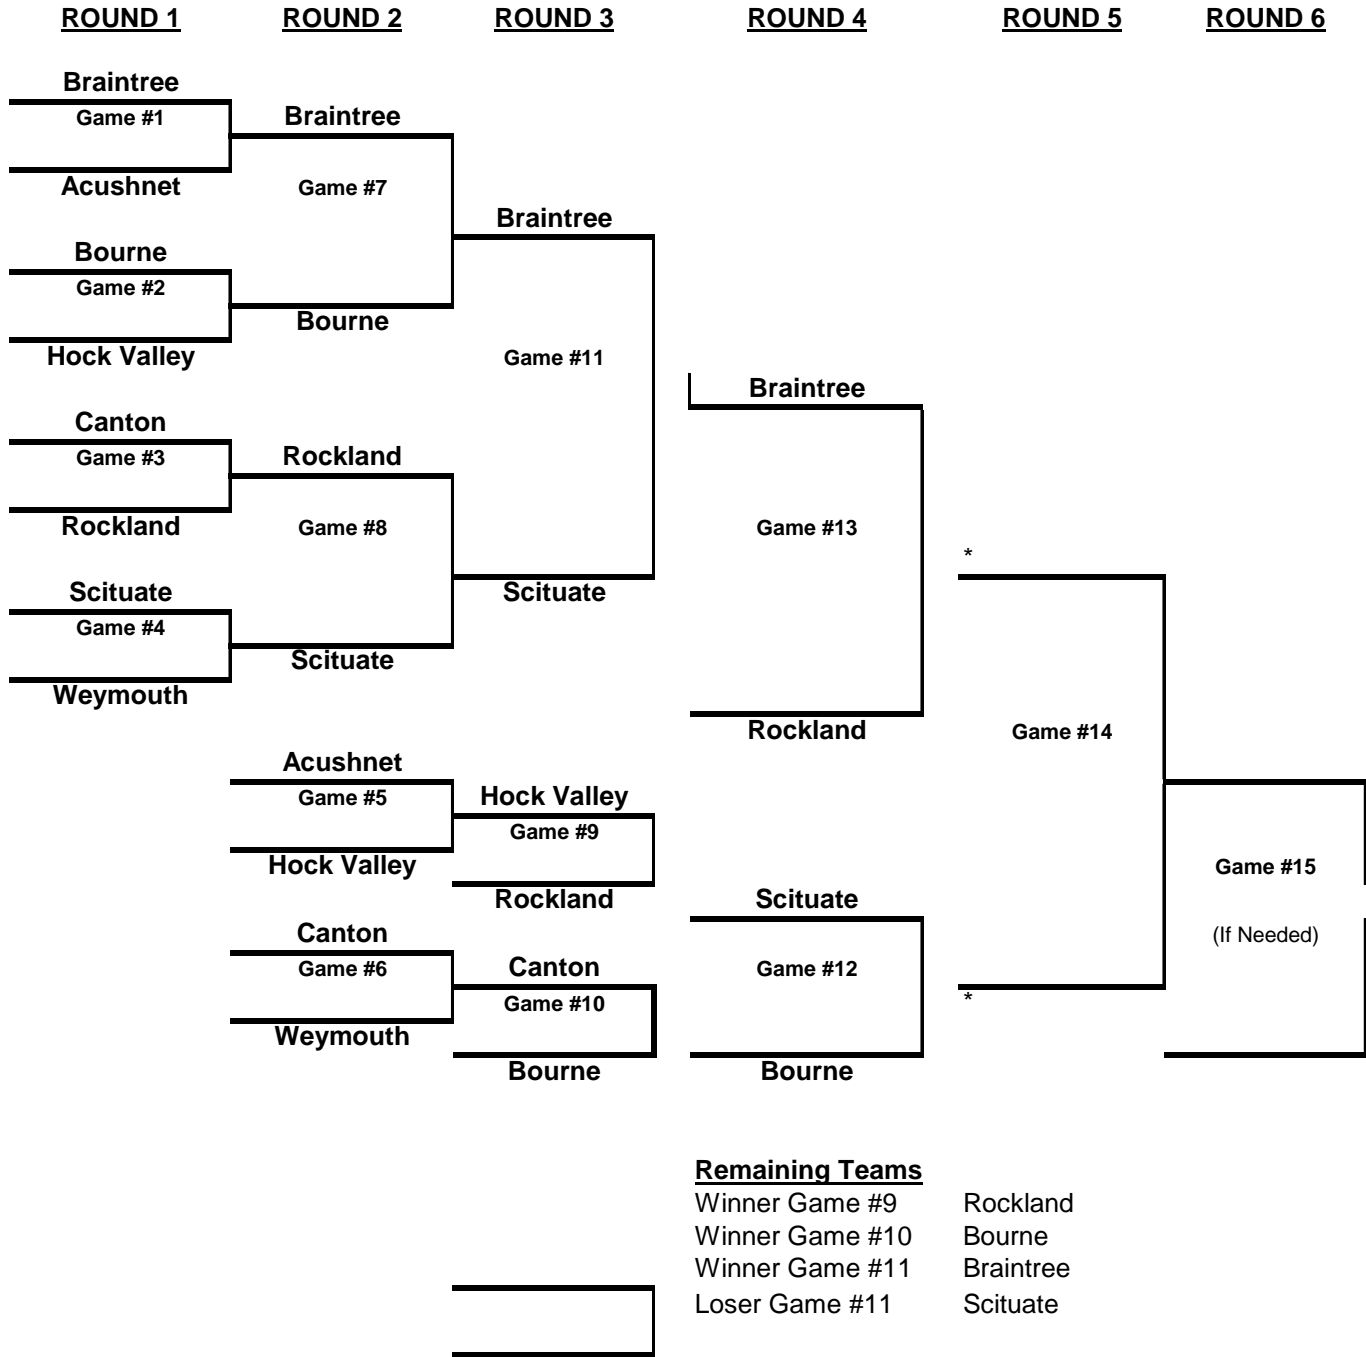 ROUND 1 ROUND 2 ROUND 3 ROUND 4 ROUND 5 ROUND 6
Braintree
Game #1
Braintree
Acushnet
Game #7
Braintree
Bourne
Game #2
Bourne
Hock Valley
Game #11
Braintree
Canton
Game #3
Rockland
Rockland
Game #8
Game #13
*
Scituate
Scituate
Game #4
Scituate
Weymouth
Rockland
Game #14
Acushnet
Game #5
Hock Valley
Game #9
Hock Valley
Game #15
Rockland
Scituate
Canton
(If Needed)
Game #6
Canton
Game #12
Game #10
*
Weymouth
Bourne
Bourne
Remaining Teams
Winner Game #9 Rockland
Winner Game #10 Bourne
Winner Game #11 Braintree
Loser Game #11 Scituate